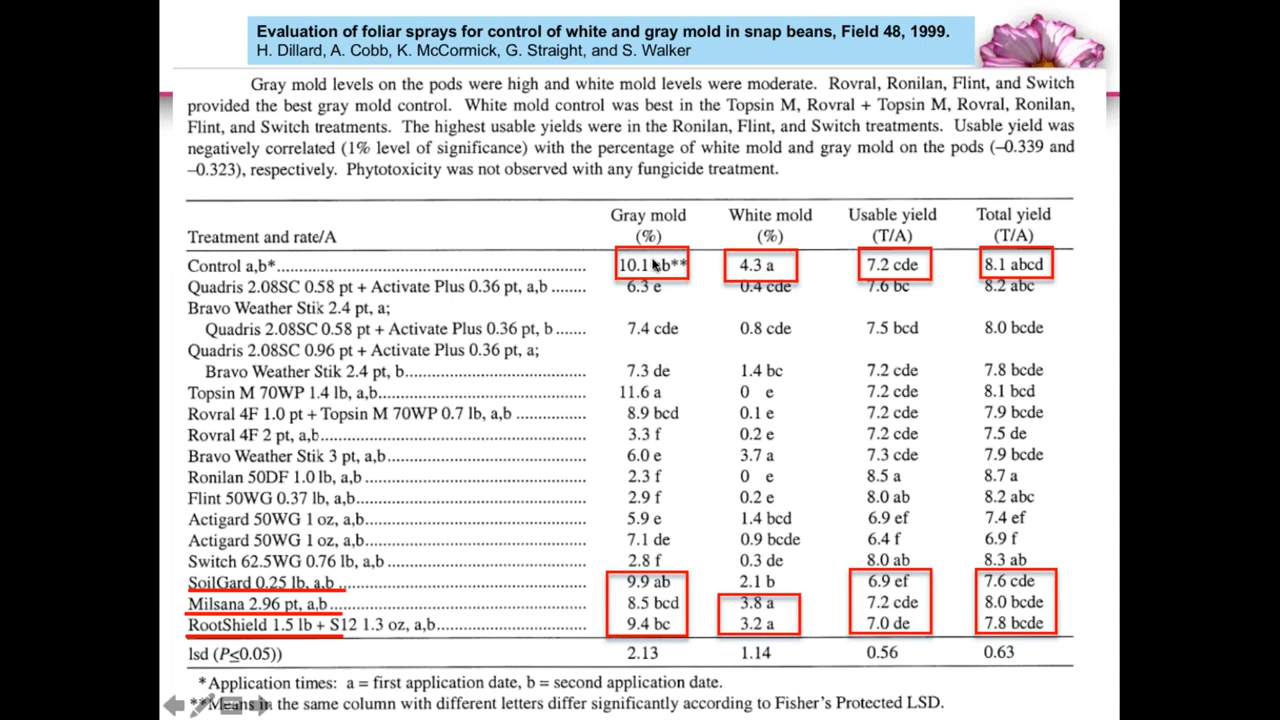 Evaluation of foliar sprays for control of white and gray mold in snap beans, Field 48, 1999.
H. Dillard, A. Cobb, K. McCormick, G. Straight, and S. Walker
Gray mold levels on the pods were high and white mold levels were moderate. Rovral, Ronilan, Flint, and Switch
provided the best gray mold control. White mold control was best in the Topsin M, Rovral + Topsin M, Rovral, Ronilan,
Flint, and Switch treatments. The highest usable yields were in the Ronilan, Flint, and Switch treatments. Usable yield was
negatively correlated (1% level of significance) with the percentage of white mold and gray mold on the pods (–0.339 and
–0.323), respectively. Phytotoxicity was not observed with any fungicide treatment.
Gray mold White mold Usable yield Total yield
Treatment and rate/A (%) (%) (T/A) (T/A)
Control a,b* 10.1 b** 4.3 a 7.2 cde 8.1 abcd
Quadris 2.08SC 0.58 pt + Activate Plus 0.36 pt, a,b 6.3 e 0.4 cde 7.6 bc 8.2 abc
Bravo Weather Stik 2.4 pt, a;
Quadris 2.08SC 0.58 pt + Activate Plus 0.36 pt, b 7.4 cde 0.8 cde 7.5 bcd 8.0 bcde
Quadris 2.08SC 0.96 pt + Activate Plus 0.36 pt, a;
Bravo Weather Stik 2.4 pt, b 7.3 de 1.4 bc 7.2 cde 7.8 bcde
Topsin M 70WP 1.4 lb, a,b 11.6 a 0 e 7.2 cde 8.1 bcd
Rovral 4F 1.0 pt + Topsin M 70WP 0.7 lb, a,b 8.9 bcd 0.1 e 7.2 cde 7.9 bcde
Rovral 4F 2 pt, a,b 3.3 f 0.2 e 7.2 cde 7.5 de
Bravo Weather Stik 3 pt, a,b 6.0 e 3.7 a 7.3 cde 7.9 bcde
Ronilan 50DF 1.0 lb, a,b 2.3 f 0 e 8.5 a 8.7 a
Flint 50WG 0.37 lb, a,b 2.9 f 0.2 e 8.0 ab 8.2 abc
Actigard 50WG 1 oz, a,b 5.9 e 1.4 bcd 6.9 ef 7.4 ef
Actigard 50WG 1 oz, a,b 7.1 de 0.9 bcde 6.4 f 6.9 f
Switch 62.5WG 0.76 lb, a,b 2.8 f 0.3 de 8.0 ab 8.3 ab
SoilGard 0.25 lb, a,b 9.9 ab 2.1 b 6.9 ef 7.6 cde
Milsana 2.96 pt, a,b 8.5 bcd 3.8 a 7.2 cde 8.0 bcde
RootShield 1.5 lb + S12 1.3 oz, a,b 9.4 bc 3.2 a 7.0 de 7.8 bcde
lsd (P≤0.05)) 2.13 1.14 0.56 0.63
*Application times: a = first application date, b = second application date.
**Means in the same column with different letters differ significantly according to Fisher's Protected LSD.